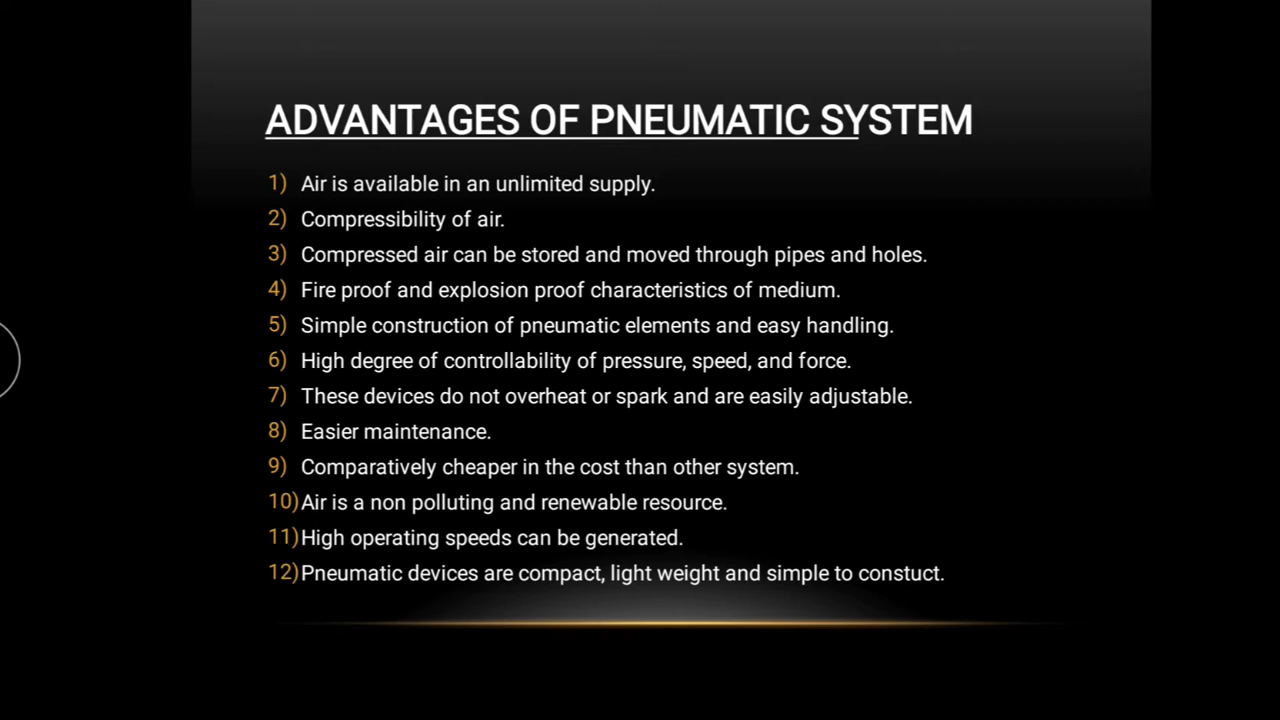 ADVANTAGES OF PNEUMATIC SYSTEM
1) Air is available in an unlimited supply.
2) Compressibility of air.
3) Compressed air can be stored and moved through pipes and holes.
4) Fire proof and explosion proof characteristics of medium.
5) Simple construction of pneumatic elements and easy handling.
6) High degree of controllability of pressure, speed, and force.
7) These devices do not overheat or spark and are easily adjustable.
8) Easier maintenance.
9) Comparatively cheaper in the cost than other system.
10) Air is a non polluting and renewable resource.
11) High operating speeds can be generated.
12) Pneumatic devices are compact, light weight and simple to constuct.